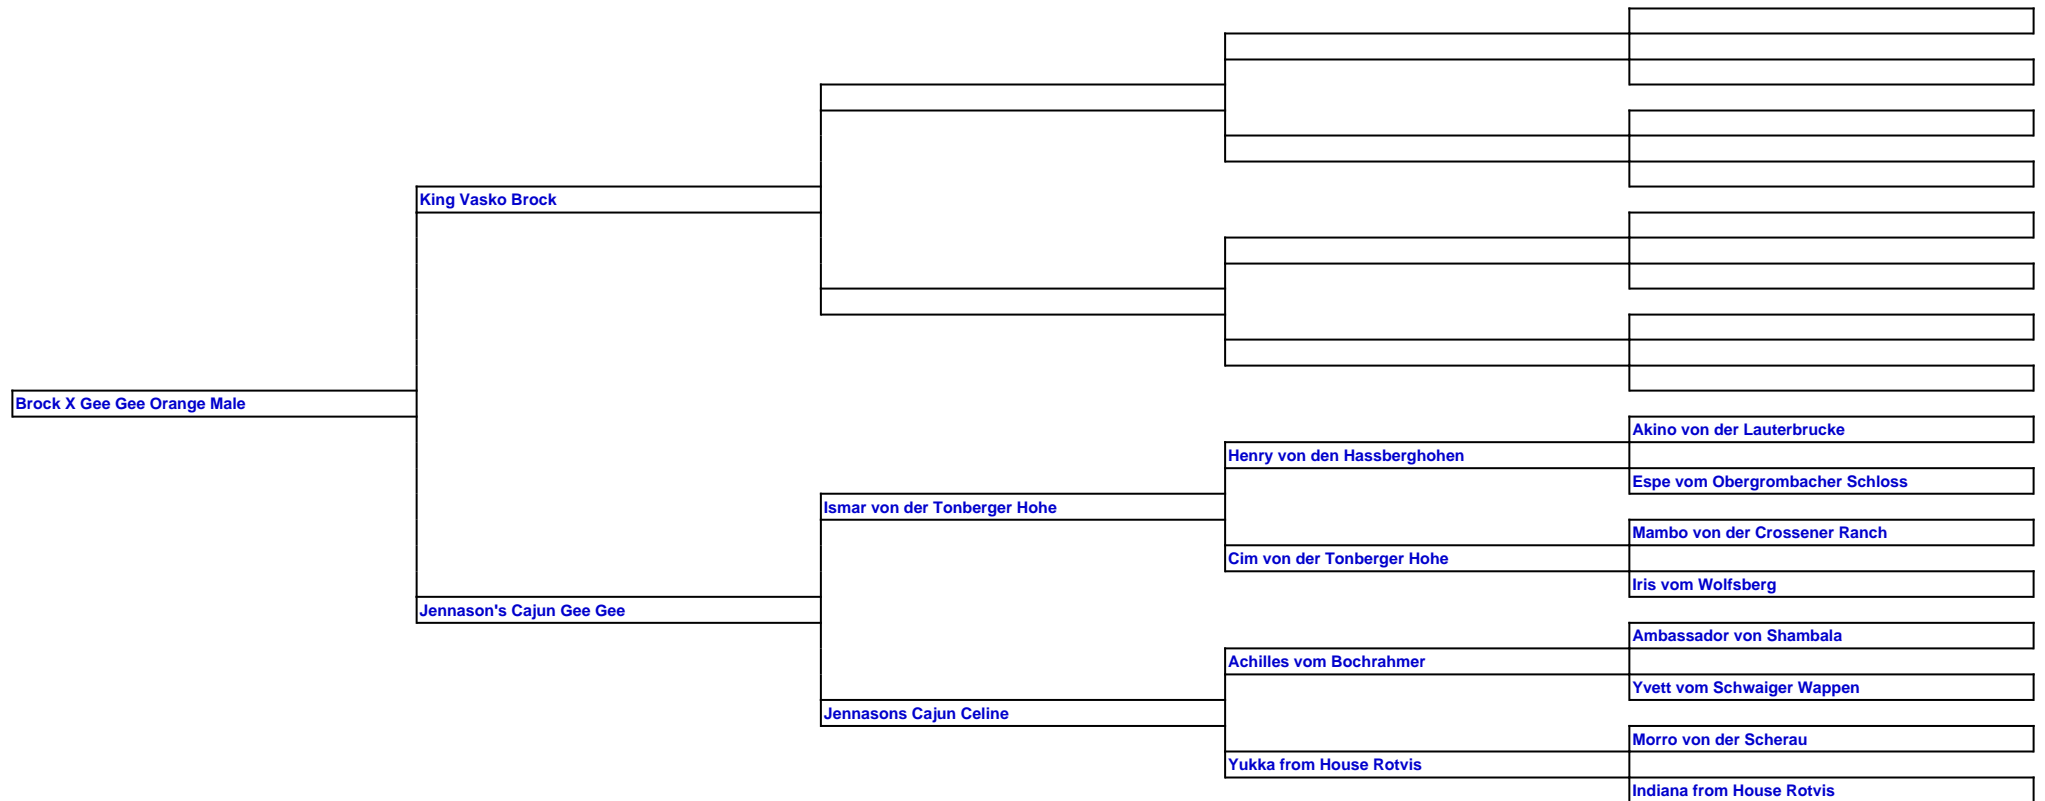 King Vasko Brock
Brock X Gee Gee Orange Male
Akino von der Lauterbrucke
Henry von den Hassberghohen
Espe vom Obergrombacher Schloss
Ismar von der Tonberger Hohe
Mambo von der Crossener Ranch
Cim von der Tonberger Hohe
Iris vom Wolfsberg
Jennason's Cajun Gee Gee
Ambassador von Shambala
Achilles vom Bochrahmer
Yvett vom Schwaiger Wappen
Jennasons Cajun Celine
Morro von der Scherau
Yukka from House Rotvis
Indiana from House Rotvis